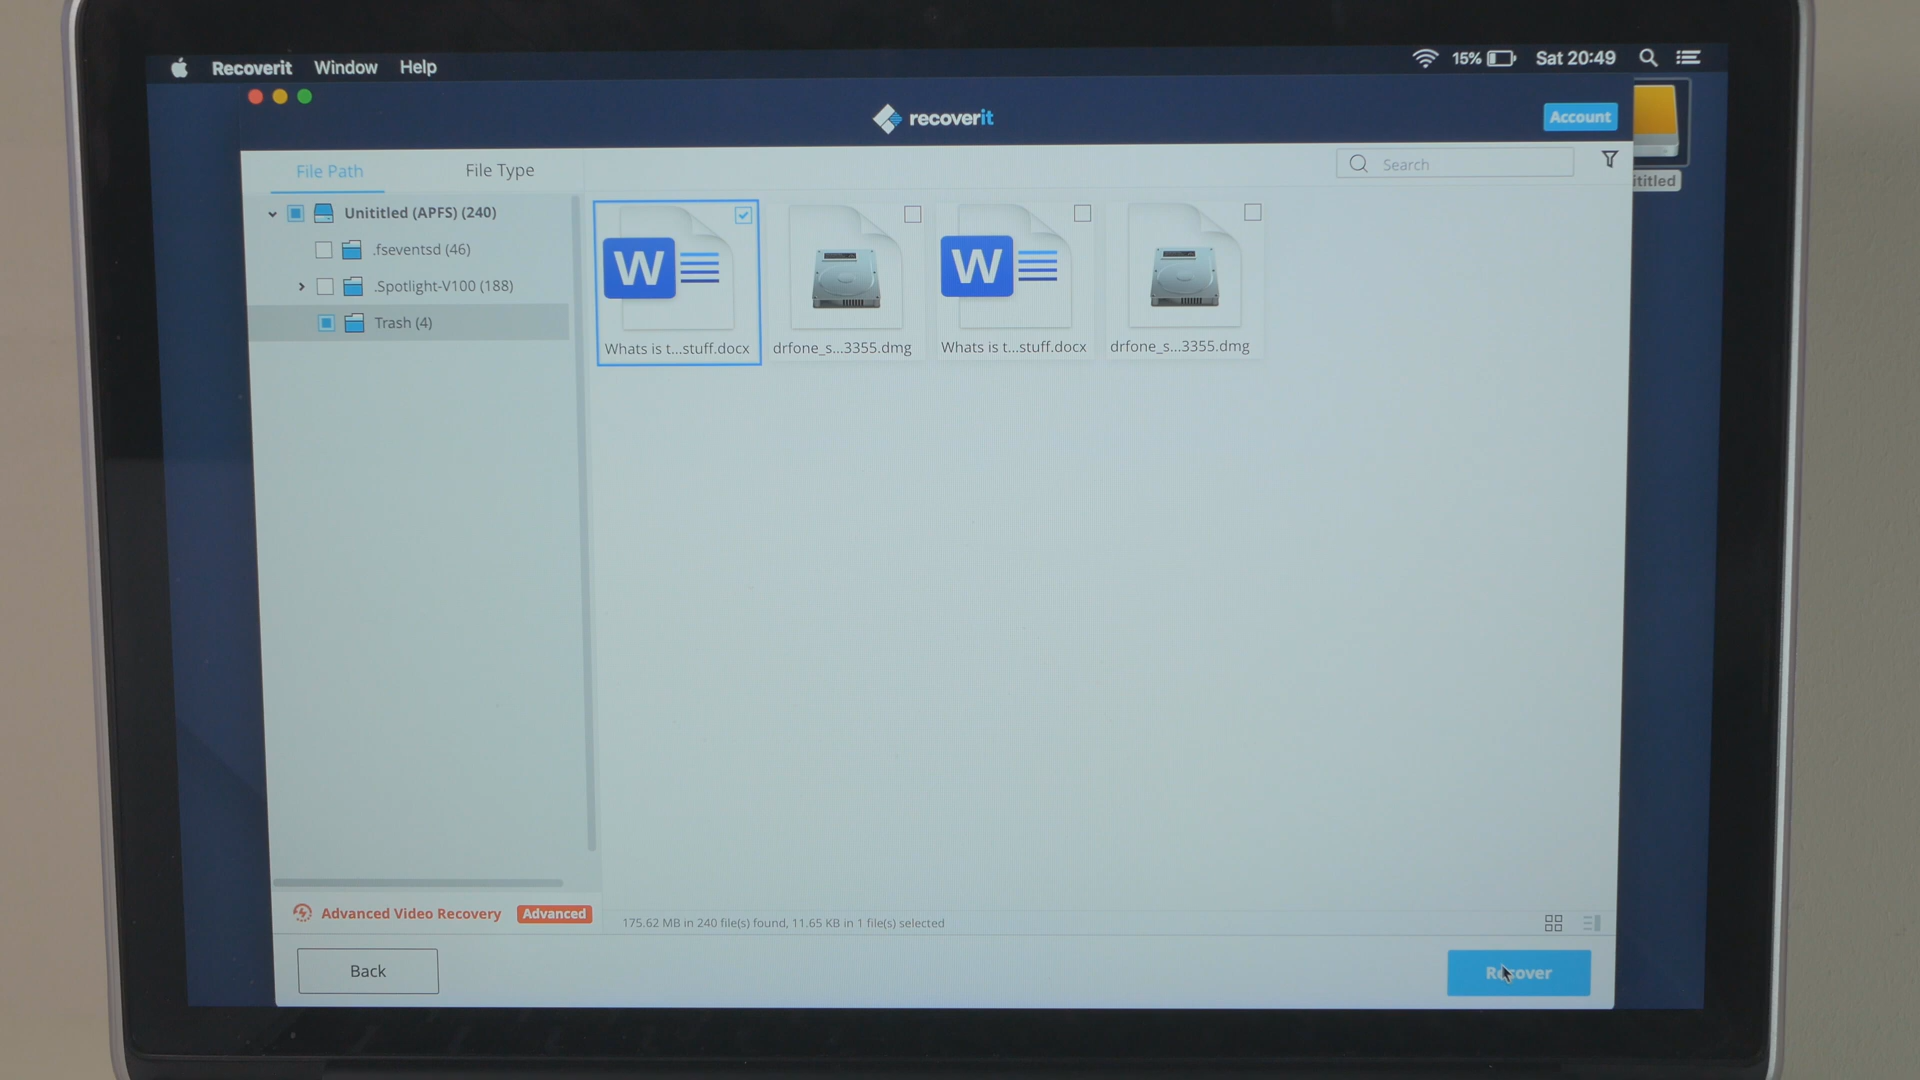 Recoverit Window Help 15% Sat 20:49
recoverit
Account
File Path File Type
Search
Unititled (APFS) (240)
.fseventsd (46)
.Spotlight-V100 (188)
Trash (4)
W W
Whats is t...stuff.docx drfone_s...3355.dmg Whats is t...stuff.docx drfone_s...3355.dmg
ititled
Advanced Video Recovery Advanced
175.62 MB in 240 file(s) found, 11.65 KB in 1 file(s) selected
Back
Recover